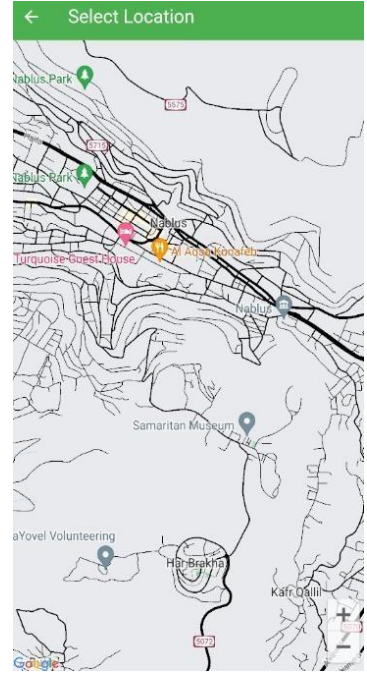 ← Select Location
Nablus Park
5575
5715
Nablus Park
Nablus
Turquoise Guest House
Al Aqsa Konafeh
Nablus
Samaritan Museum
aYovel Volunteering
Har Brakha
Kafr Qallil
+
5072
−
Google